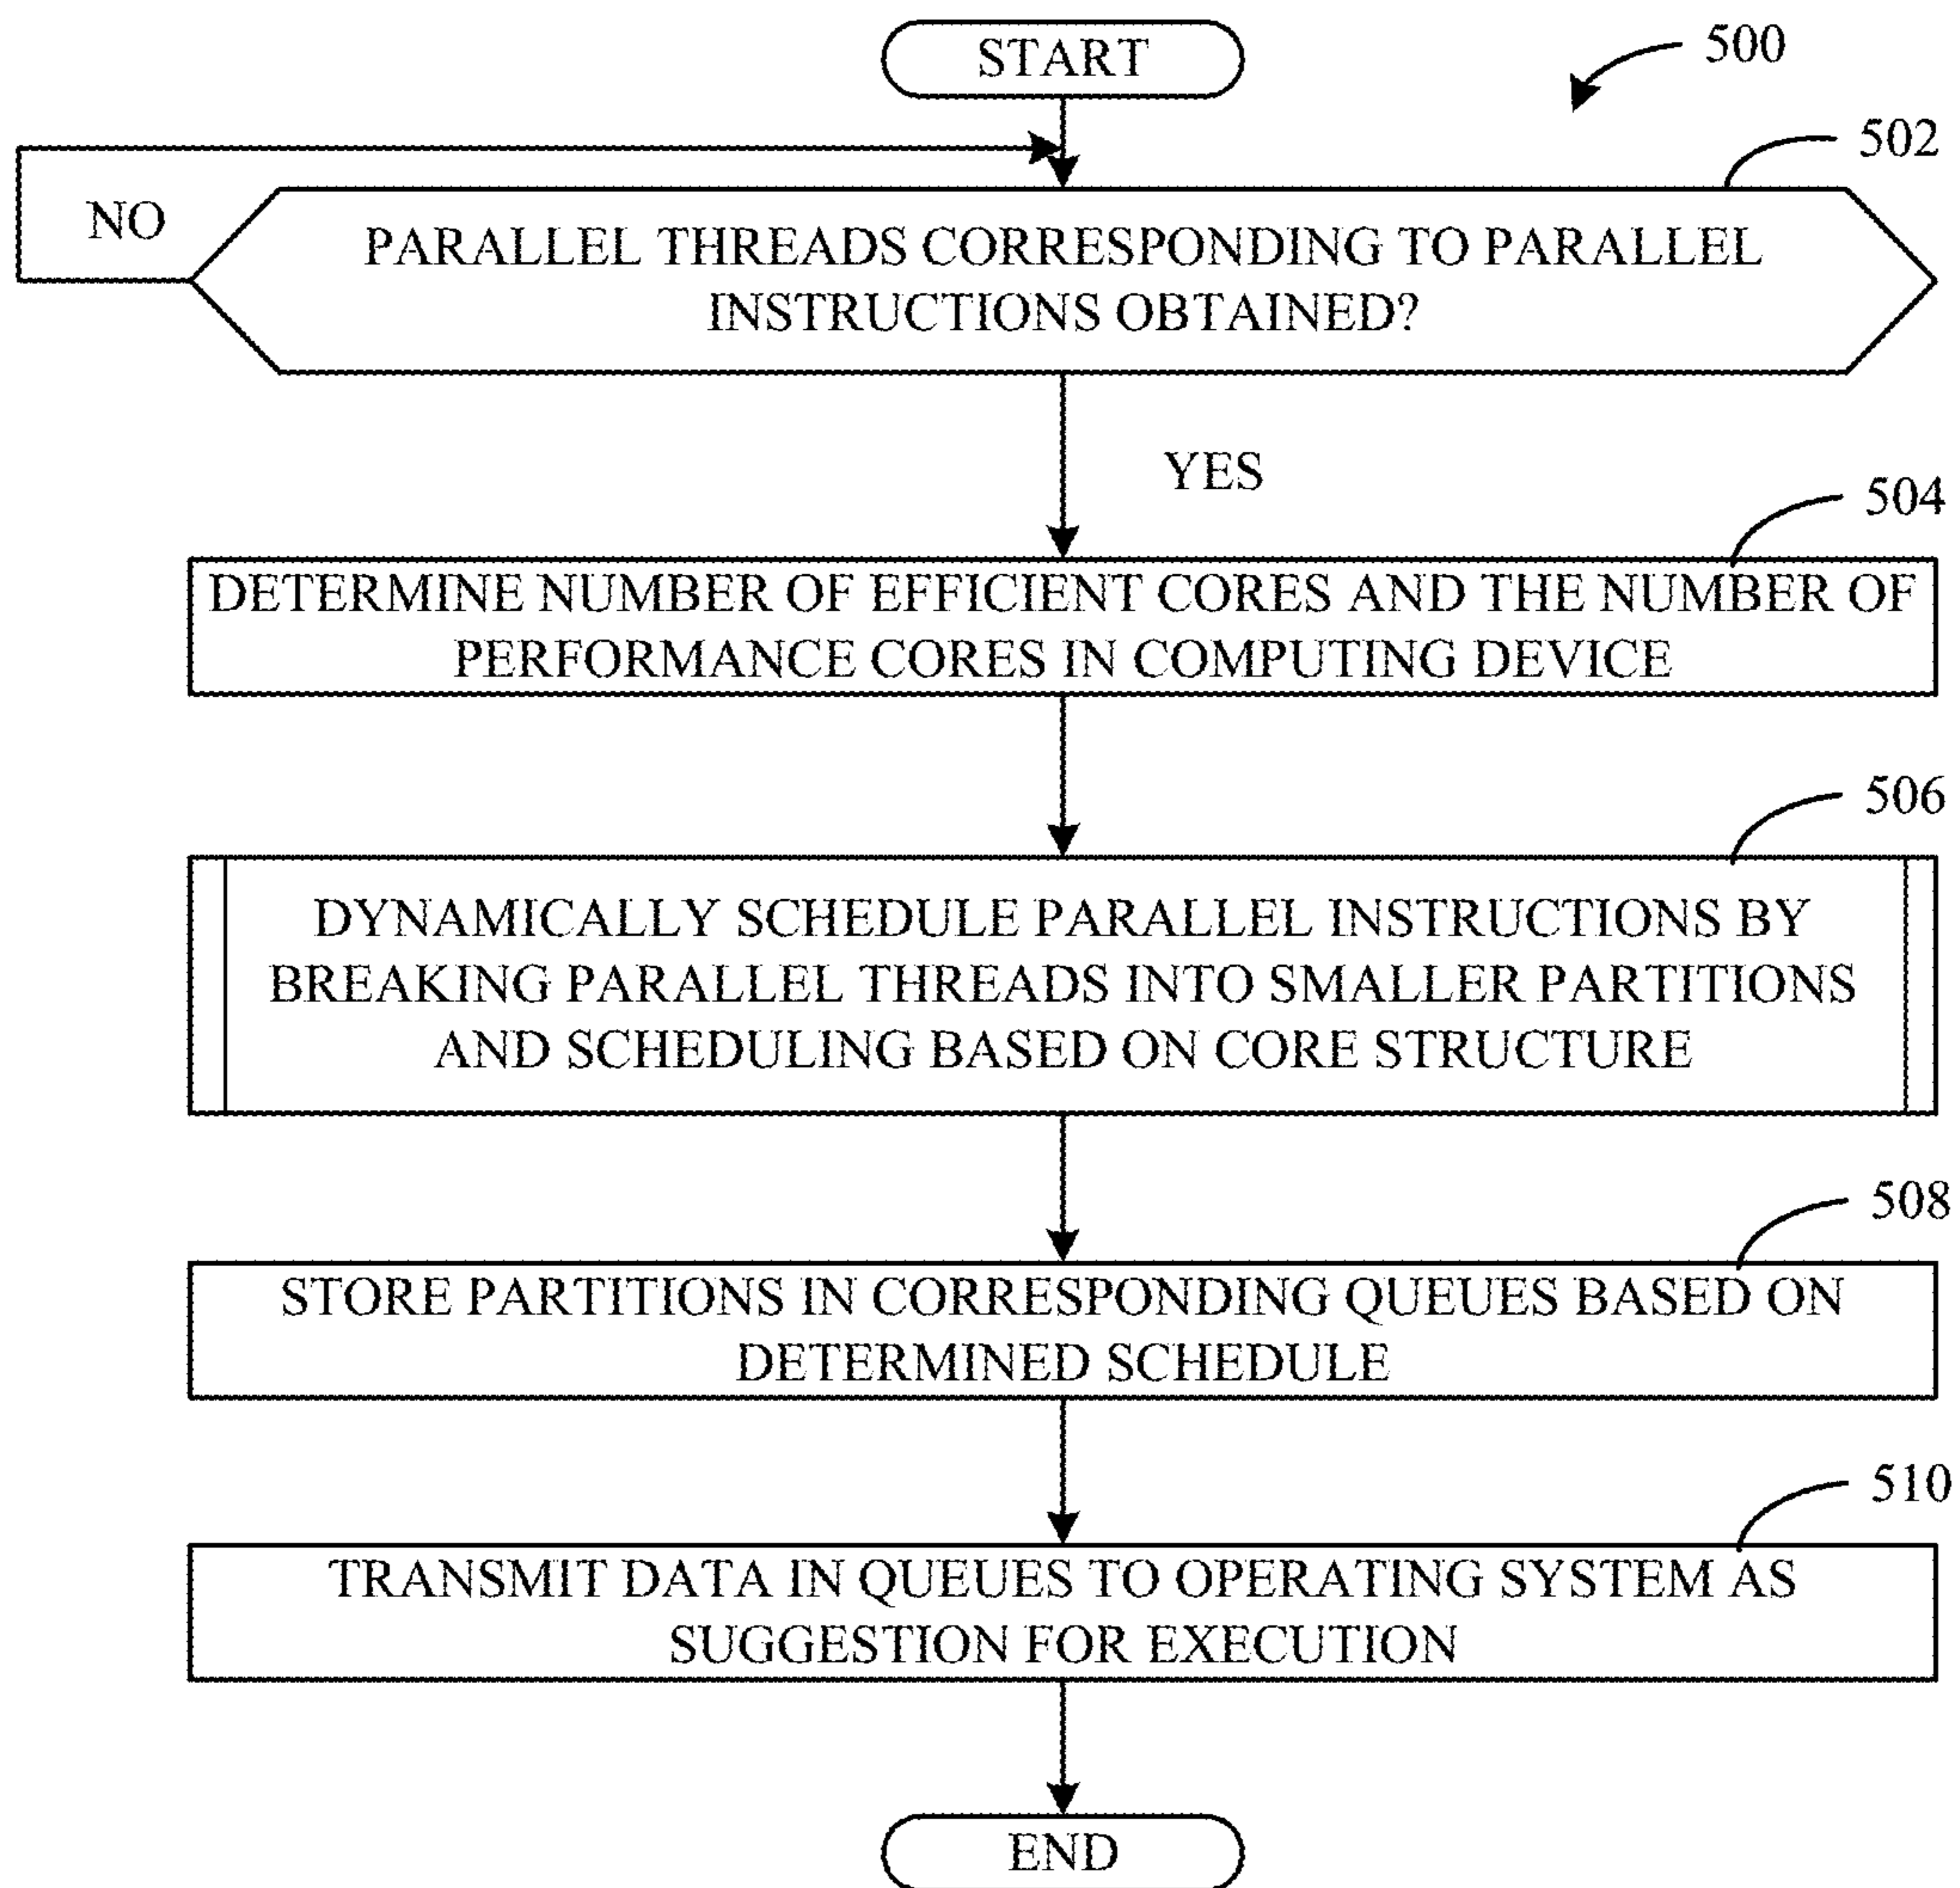 START
500
502
NO
PARALLEL THREADS CORRESPONDING TO PARALLEL
INSTRUCTIONS OBTAINED?
YES
504
DETERMINE NUMBER OF EFFICIENT CORES AND THE NUMBER OF
PERFORMANCE CORES IN COMPUTING DEVICE
506
DYNAMICALLY SCHEDULE PARALLEL INSTRUCTIONS BY
BREAKING PARALLEL THREADS INTO SMALLER PARTITIONS
AND SCHEDULING BASED ON CORE STRUCTURE
508
STORE PARTITIONS IN CORRESPONDING QUEUES BASED ON
DETERMINED SCHEDULE
510
TRANSMIT DATA IN QUEUES TO OPERATING SYSTEM AS
SUGGESTION FOR EXECUTION
END